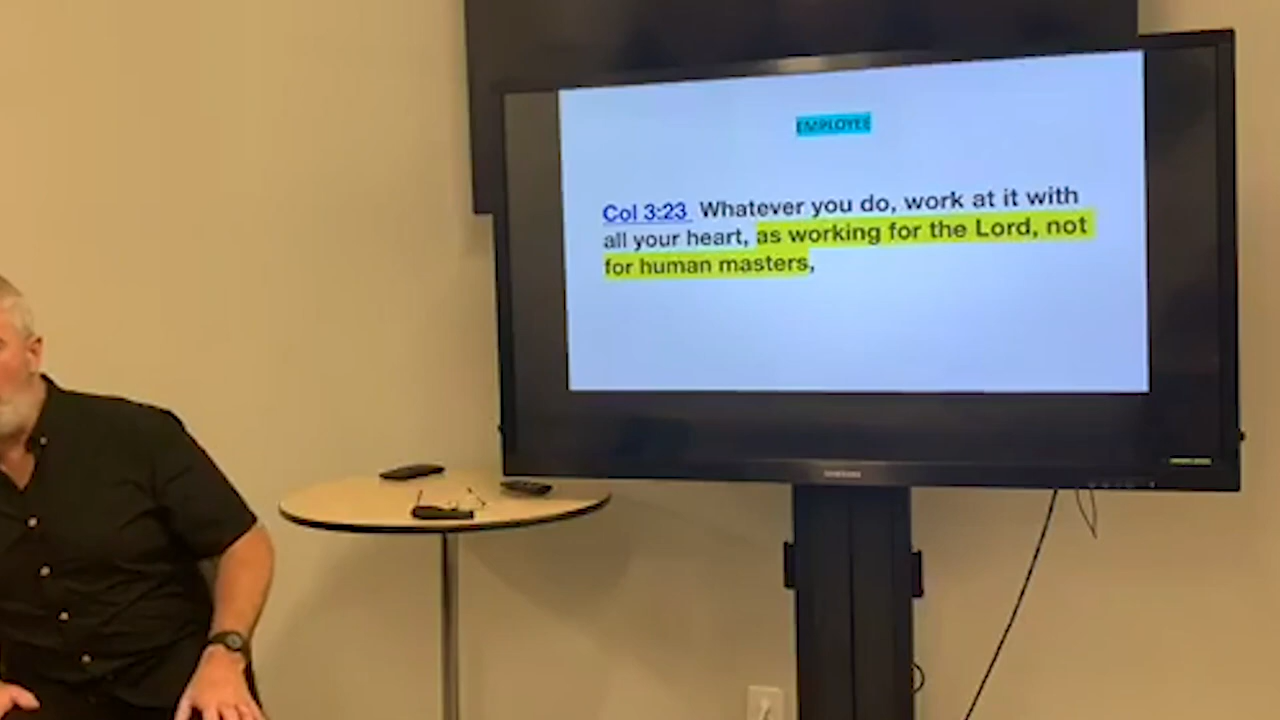 EMPLOYEE
Col 3:23 Whatever you do, work at it with
all your heart, as working for the Lord, not
for human masters,
SAMSUNG